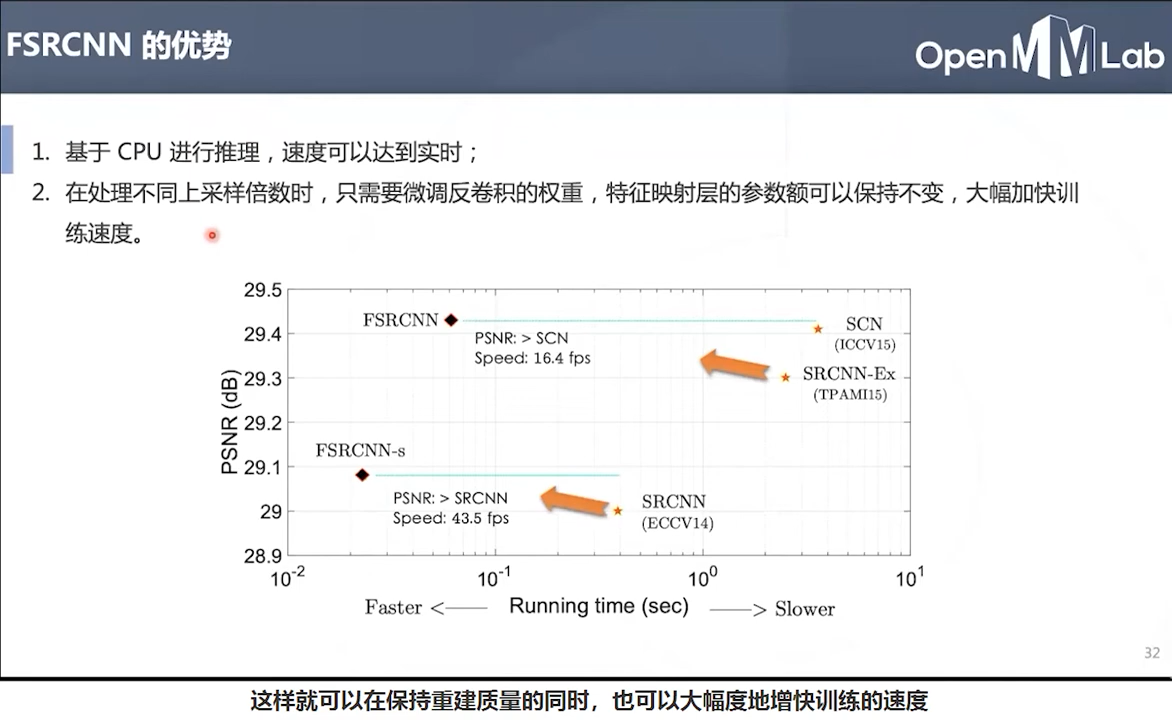 FSRCNN 的优势
OpenMMLab
1. 基于 CPU 进行推理，速度可以达到实时；
2. 在处理不同上采样倍数时，只需要微调反卷积的权重，特征映射层的参数额可以保持不变，大幅加快训
练速度。
29.5
29.4
29.3
29.2
29.1
29
28.9
PSNR (dB)
FSRCNN
PSNR: > SCN
Speed: 16.4 fps
SCN
(ICCV15)
SRCNN-Ex
(TPAMI15)
FSRCNN-s
PSNR: > SRCNN
Speed: 43.5 fps
SRCNN
(ECCV14)
10-2
10-1
100
101
Faster <—— Running time (sec) ——> Slower
32
这样就可以在保持重建质量的同时，也可以大幅度地增快训练的速度